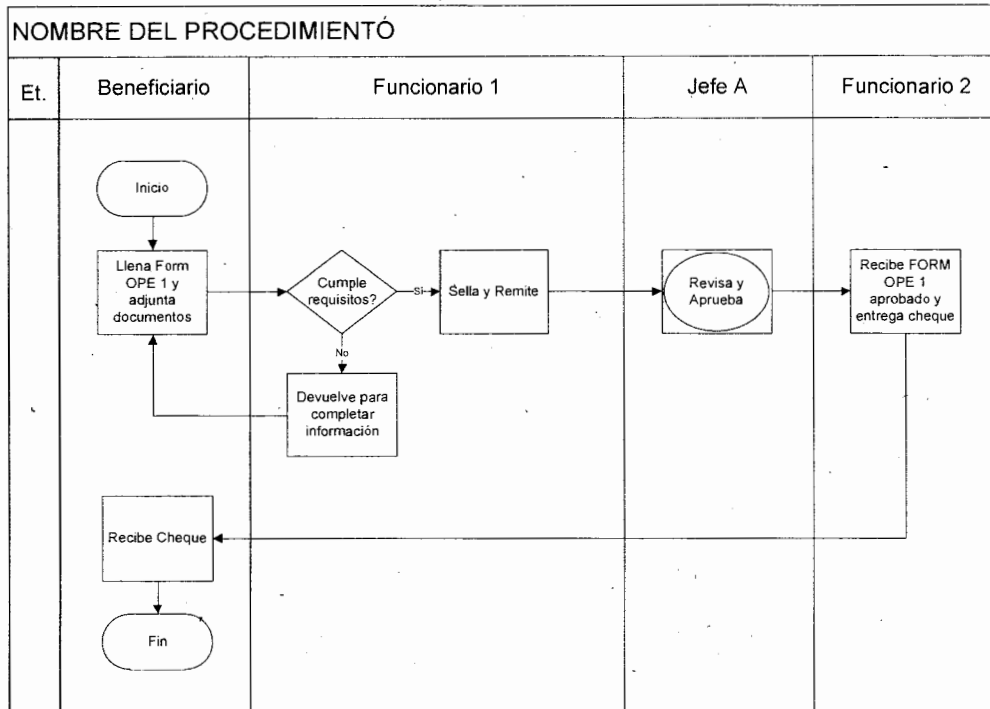 NOMBRE DEL PROCEDIMIENTÓ
Et.
Beneficiario
Funcionario 1
Jefe A
Funcionario 2
Inicio
Llena Form
OPE 1 y
adjunta
documentos
Cumple
requisitos?
Si
Sella y Remite
Revisa y
Aprueba
Recibe FORM
OPE 1
aprobado y
entrega cheque
No
Devuelve para
completar
información
Recibe Cheque
Fin